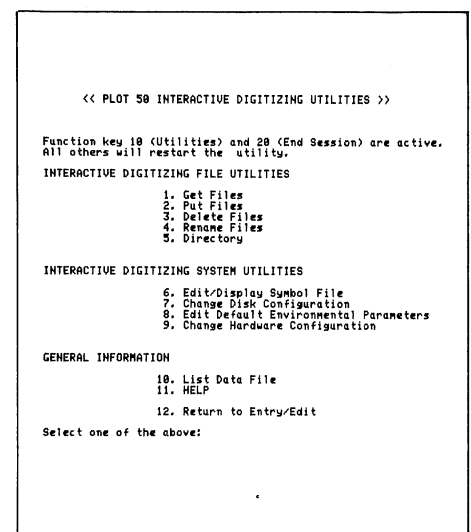 << PLOT 50 INTERACTIVE DIGITIZING UTILITIES >>
Function key 10 (Utilities) and 20 (End Session) are active.
All others will restart the utility.
INTERACTIVE DIGITIZING FILE UTILITIES
1. Get Files
2. Put Files
3. Delete Files
4. Rename Files
5. Directory
INTERACTIVE DIGITIZING SYSTEM UTILITIES
6. Edit/Display Symbol File
7. Change Disk Configuration
8. Edit Default Environmental Parameters
9. Change Hardware Configuration
GENERAL INFORMATION
10. List Data File
11. HELP
12. Return to Entry/Edit
Select one of the above: